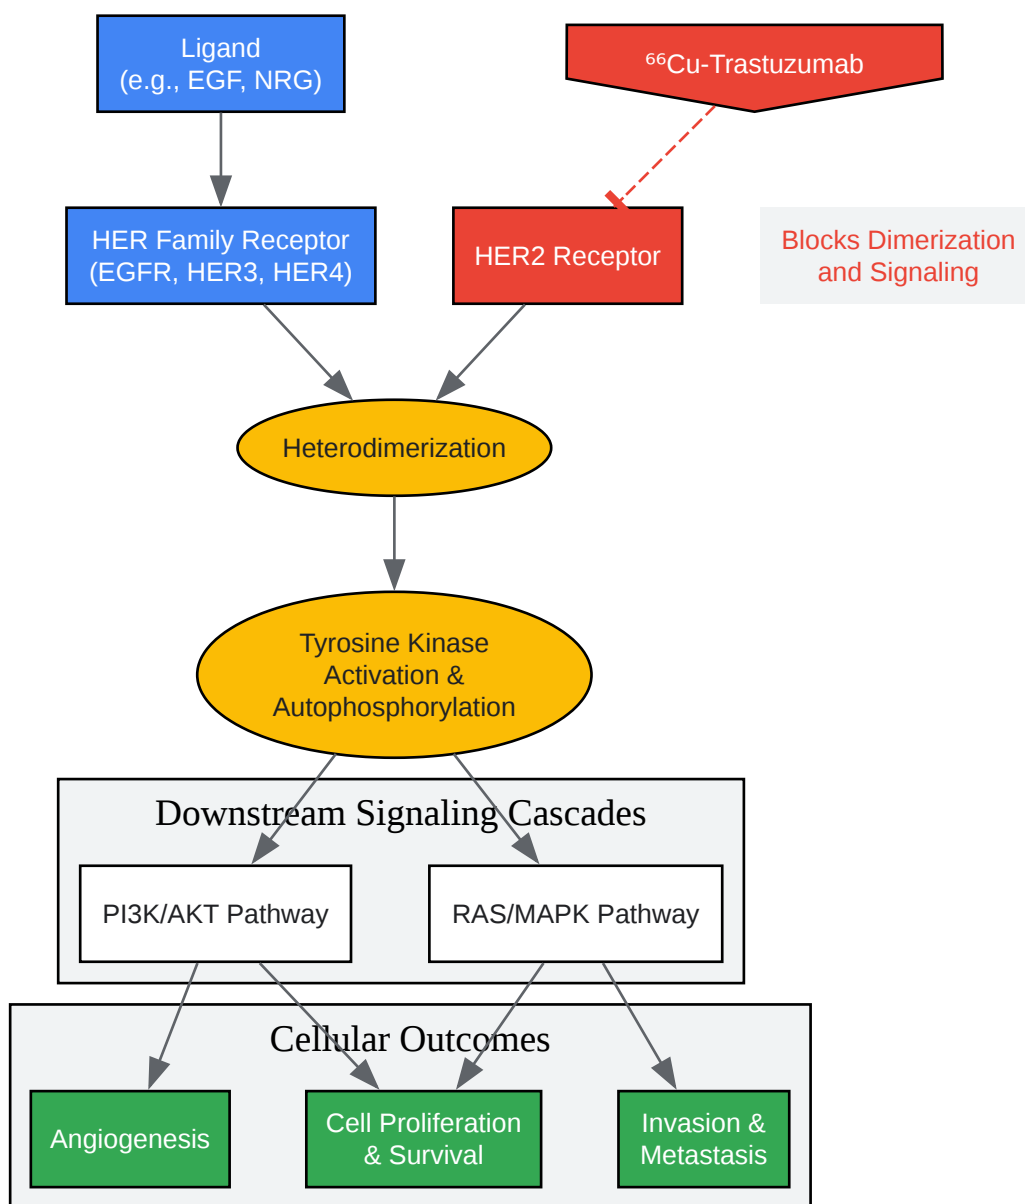 Ligand
(e.g., EGF, NRG)
⁶⁶Cu-Trastuzumab
HER Family Receptor
(EGFR, HER3, HER4)
HER2 Receptor
Blocks Dimerization
and Signaling
Heterodimerization
Tyrosine Kinase
Activation &
Autophosphorylation
Downstream Signaling Cascades
PI3K/AKT Pathway
RAS/MAPK Pathway
Cellular Outcomes
Angiogenesis
Cell Proliferation
& Survival
Invasion &
Metastasis